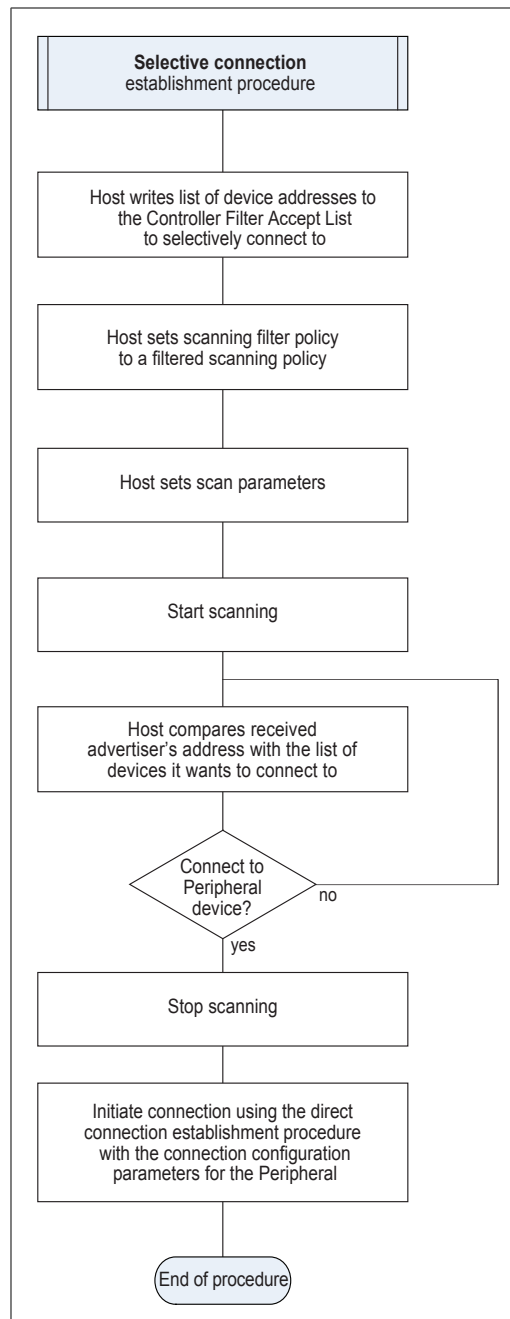 Selective connection
establishment procedure
Host writes list of device addresses to
the Controller Filter Accept List
to selectively connect to
Host sets scanning filter policy
to a filtered scanning policy
Host sets scan parameters
Start scanning
Host compares received
advertiser's address with the list of
devices it wants to connect to
Connect to
Peripheral
device?
no
yes
Stop scanning
Initiate connection using the direct
connection establishment procedure
with the connection configuration
parameters for the Peripheral
End of procedure